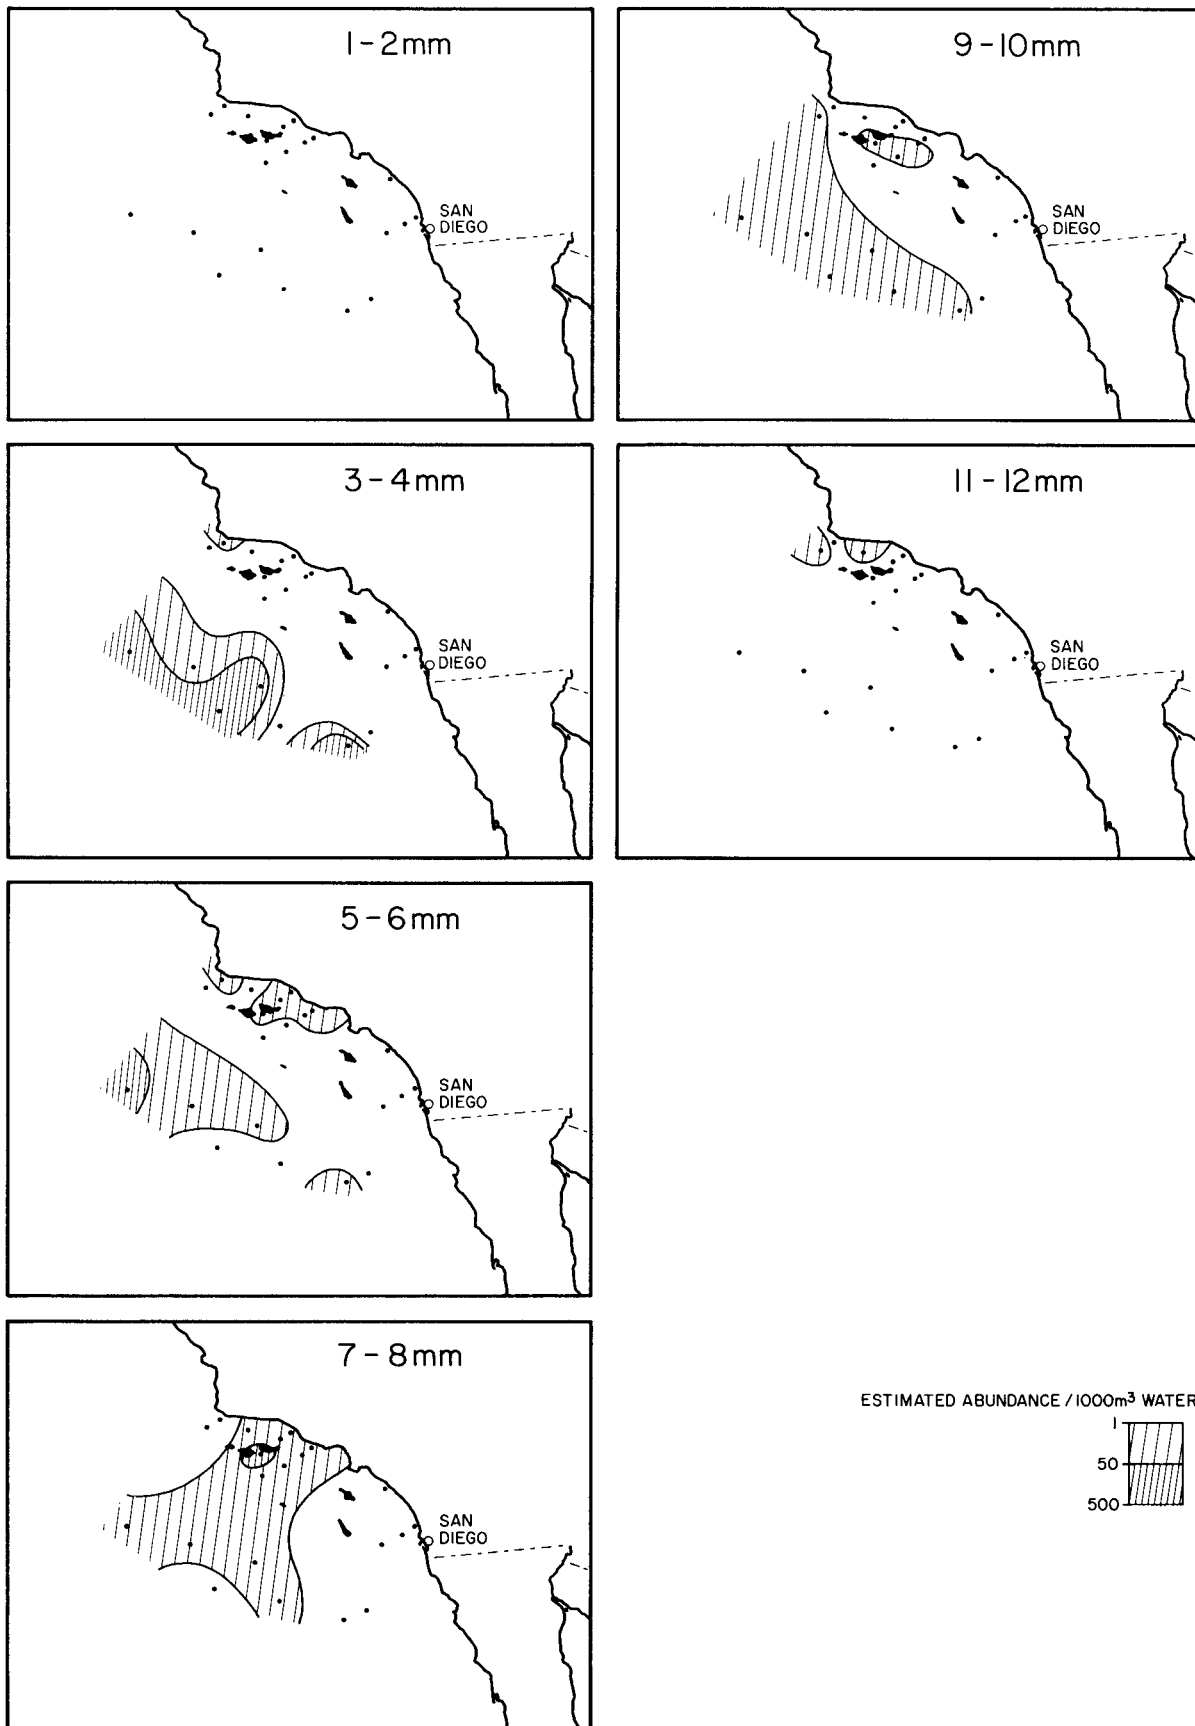 1-2mm
SAN
DIEGO
9-10mm
SAN
DIEGO
3-4mm
SAN
DIEGO
11-12mm
SAN
DIEGO
5-6mm
SAN
DIEGO
7-8mm
SAN
DIEGO
ESTIMATED ABUNDANCE/1000m³ WATER
1
50
500